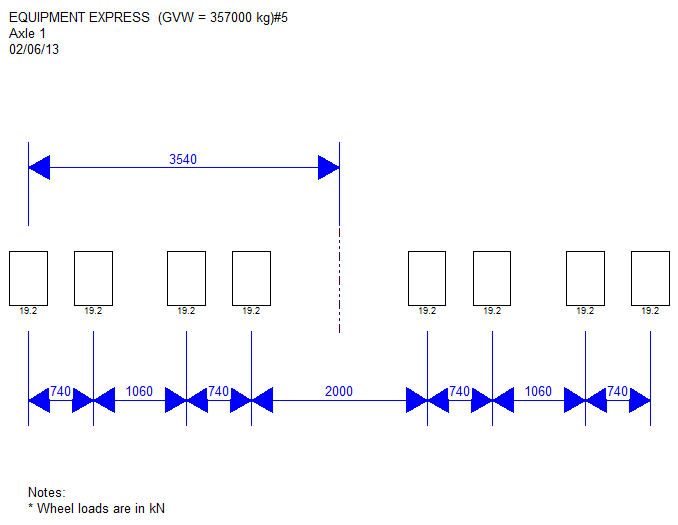 EQUIPMENT EXPRESS  (GVW = 357000 kg)#5
Axle 1
02/06/13
3540
19.2 19.2 19.2 19.2 19.2 19.2 19.2 19.2
740 1060 740 2000 740 1060 740
Notes:
* Wheel loads are in kN